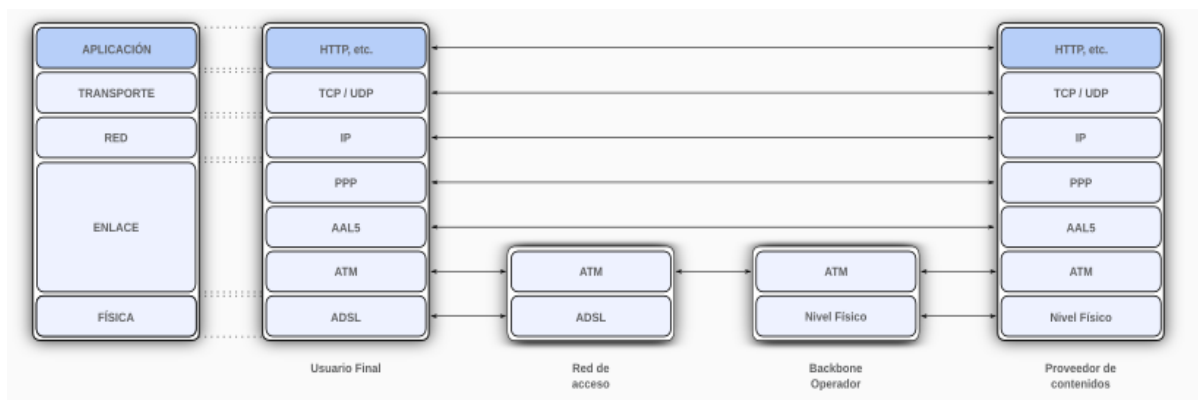 APLICACIÓN HTTP, etc. HTTP, etc.
TRANSPORTE TCP / UDP TCP / UDP
RED IP IP
PPP PPP
ENLACE AAL5 AAL5
ATM ATM ATM ATM
FÍSICA ADSL ADSL Nivel Físico Nivel Físico
Usuario Final Red de Backbone Proveedor de
acceso Operador contenidos